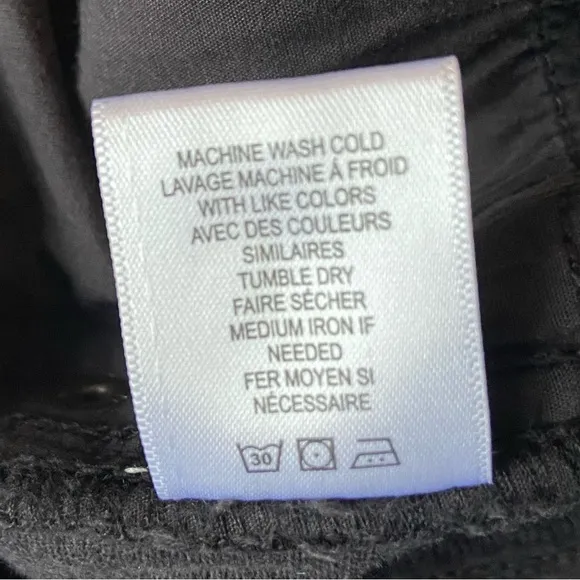 MACHINE WASH COLD
LAVAGE MACHINE À FROID
WITH LIKE COLORS
AVEC DES COULEURS
SIMILAIRES
TUMBLE DRY
FAIRE SÉCHER
MEDIUM IRON IF
NEEDED
FER MOYEN SI
NÉCESSAIRE
30